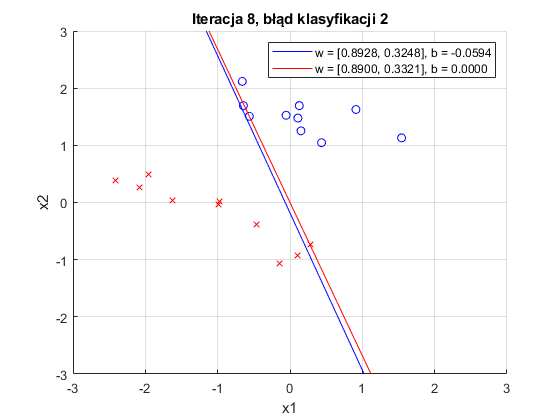 Iteracja 8, błąd klasyfikacji 2
w = [0.8928, 0.3248], b = -0.0594
w = [0.8900, 0.3321], b = 0.0000
3
2
1
0
-1
-2
-3
x2
-3
-2
-1
0
1
2
3
x1